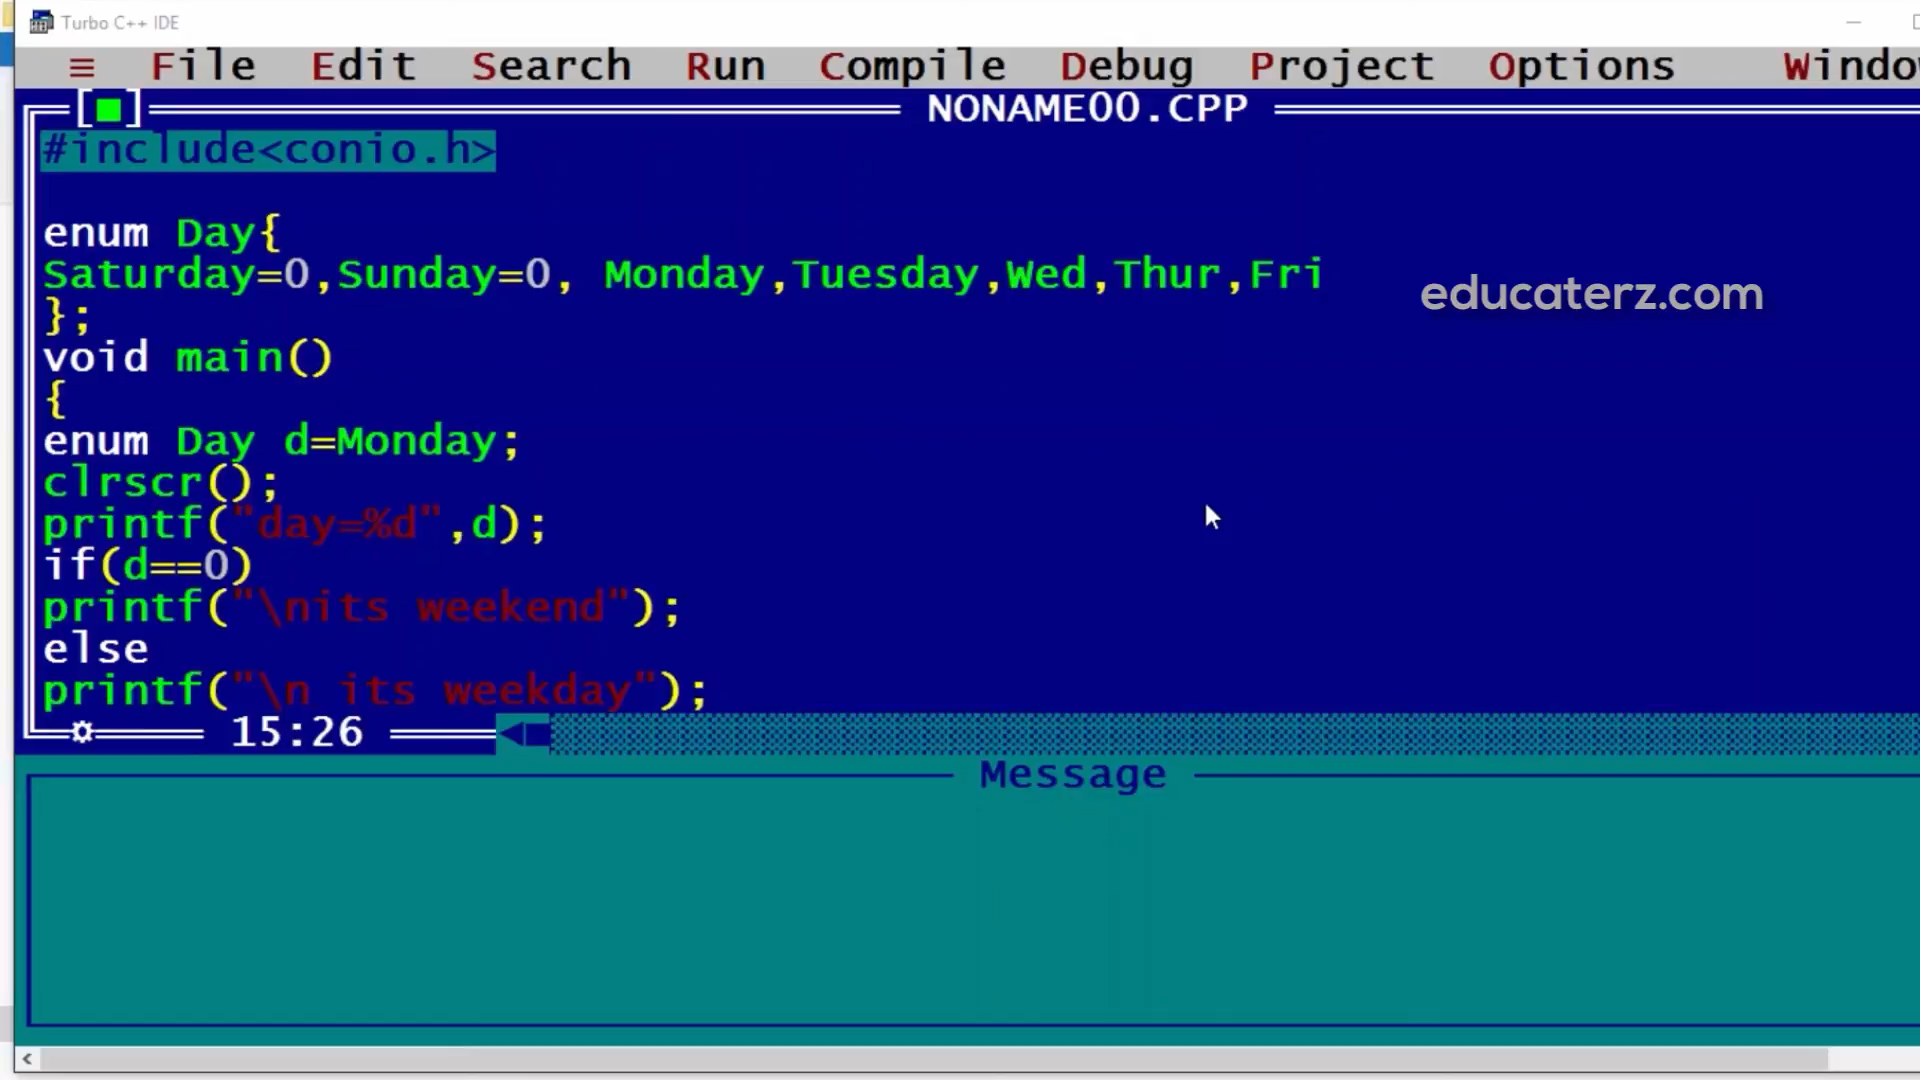 Turbo C++ IDE
≡ File Edit Search Run Compile Debug Project Options Windo
NONAME00.CPP
#include<conio.h>
enum Day{
Saturday=0,Sunday=0, Monday,Tuesday,Wed,Thur,Fri
educaterz.com
};
void main()
{
enum Day d=Monday;
clrscr();
printf("day=%d",d);
if(d==0)
printf("\nits weekend");
else
printf("\n its weekday");
15:26
Message